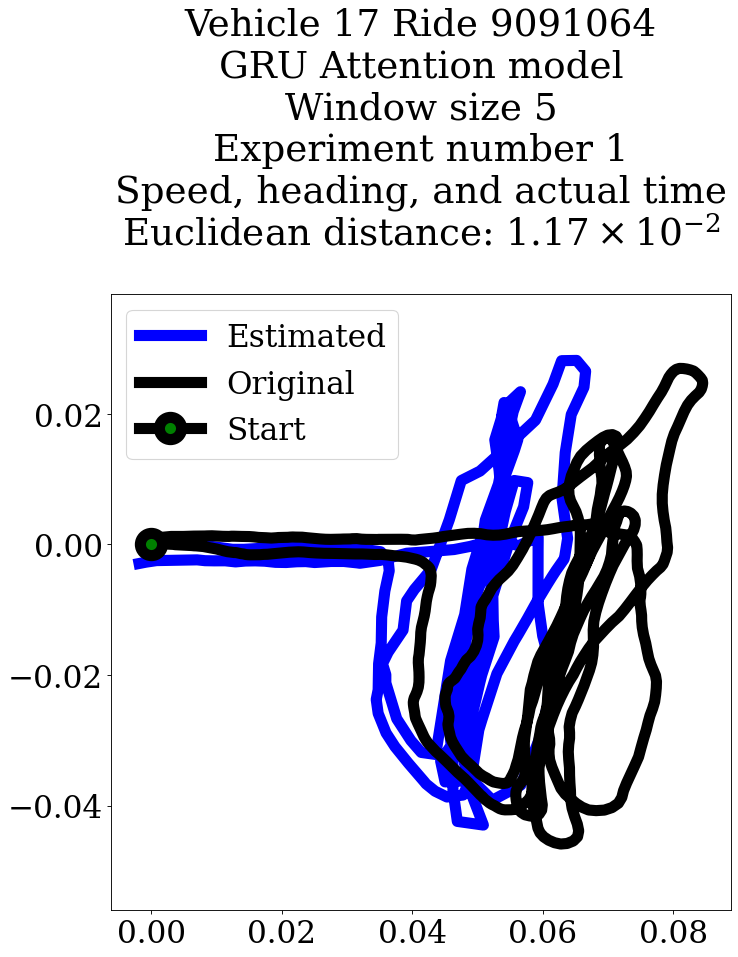 Vehicle 17 Ride 9091064
GRU Attention model
Window size 5
Experiment number 1
Speed, heading, and actual time
Euclidean distance: 1.17 × 10⁻²
Estimated
Original
Start
0.02
0.00
−0.02
−0.04
0.00 0.02 0.04 0.06 0.08